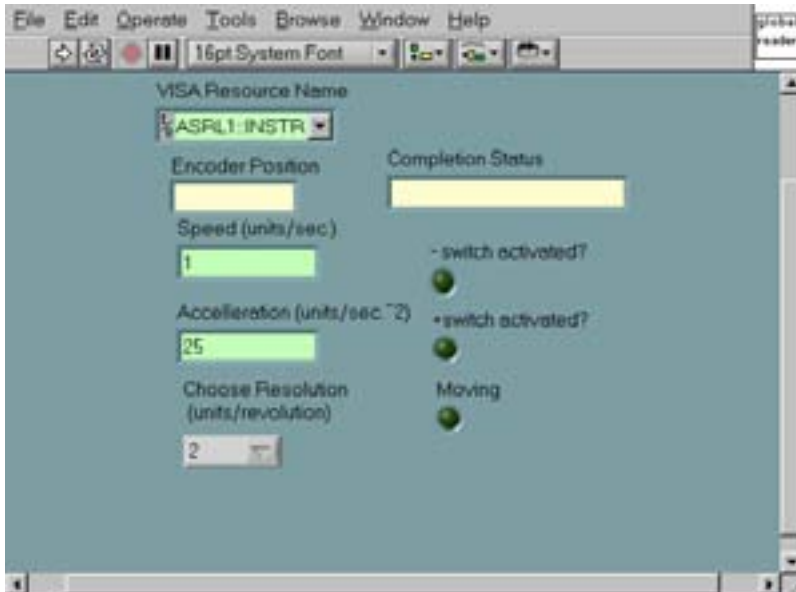 File Edit Operate Tools Browse Window Help
16pt System Font
global
reader
VISA Resource Name
ASRL1::INSTR
Encoder Position
Completion Status
Speed (units/sec)
1
- switch activated?
Accelleration (units/sec.^2)
+switch activated?
25
Choose Resolution
(units/revolution)
Moving
2